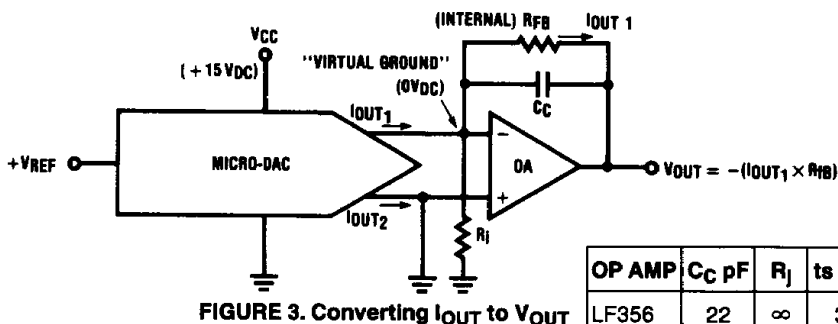 VCC
(+15 VDC)
(INTERNAL) RFB
IOUT 1
"VIRTUAL GROUND"
(0VDC)
CC
IOUT1
+VREF
MICRO-DAC
−
OA
+
VOUT = −(IOUT1 × RfB)
IOUT2
Ri
FIGURE 3. Converting IOUT to VOUT
OP AMP CC pF Rj ts
LF356 22 ∞